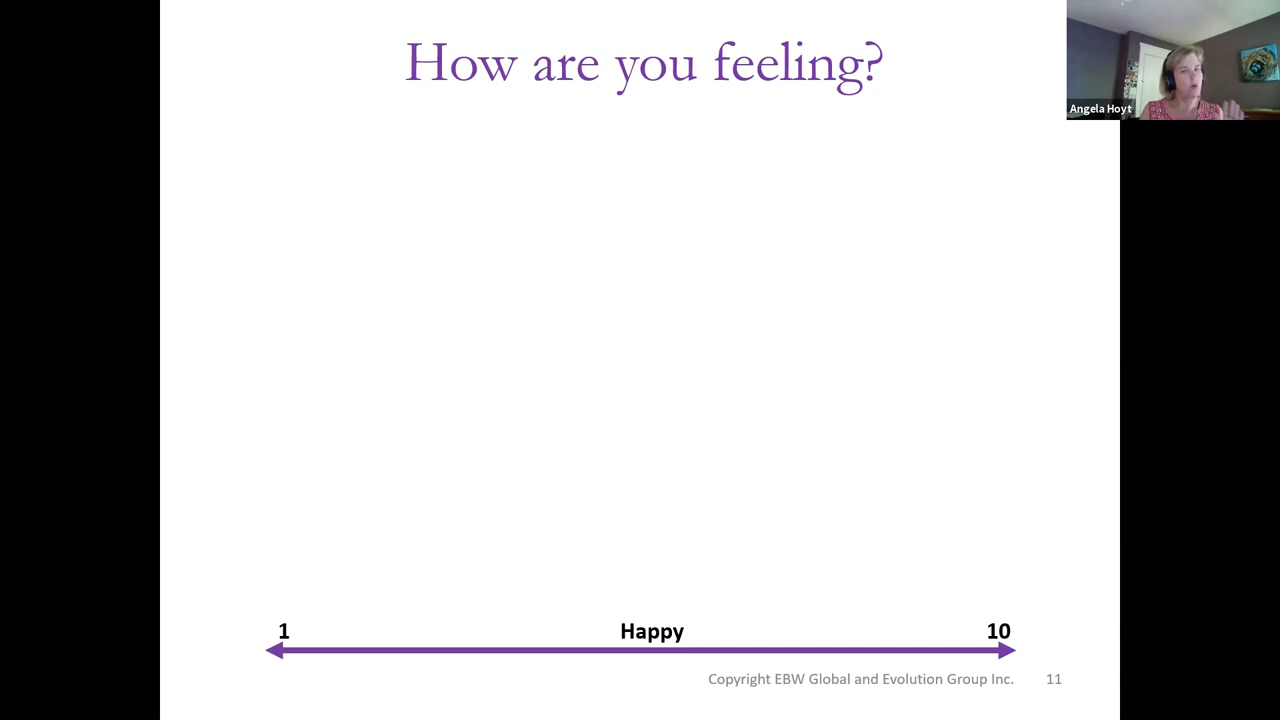 How are you feeling?
Angela Hoyt
1 Happy 10
Copyright EBW Global and Evolution Group Inc. 11